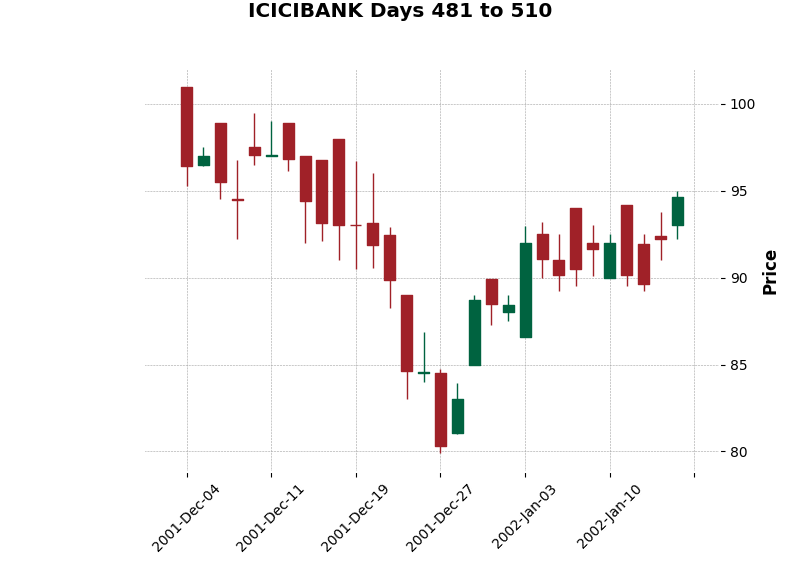 ICICIBANK Days 481 to 510
100
95
90
85
80
Price
2001-Dec-04
2001-Dec-11
2001-Dec-19
2001-Dec-27
2002-Jan-03
2002-Jan-10